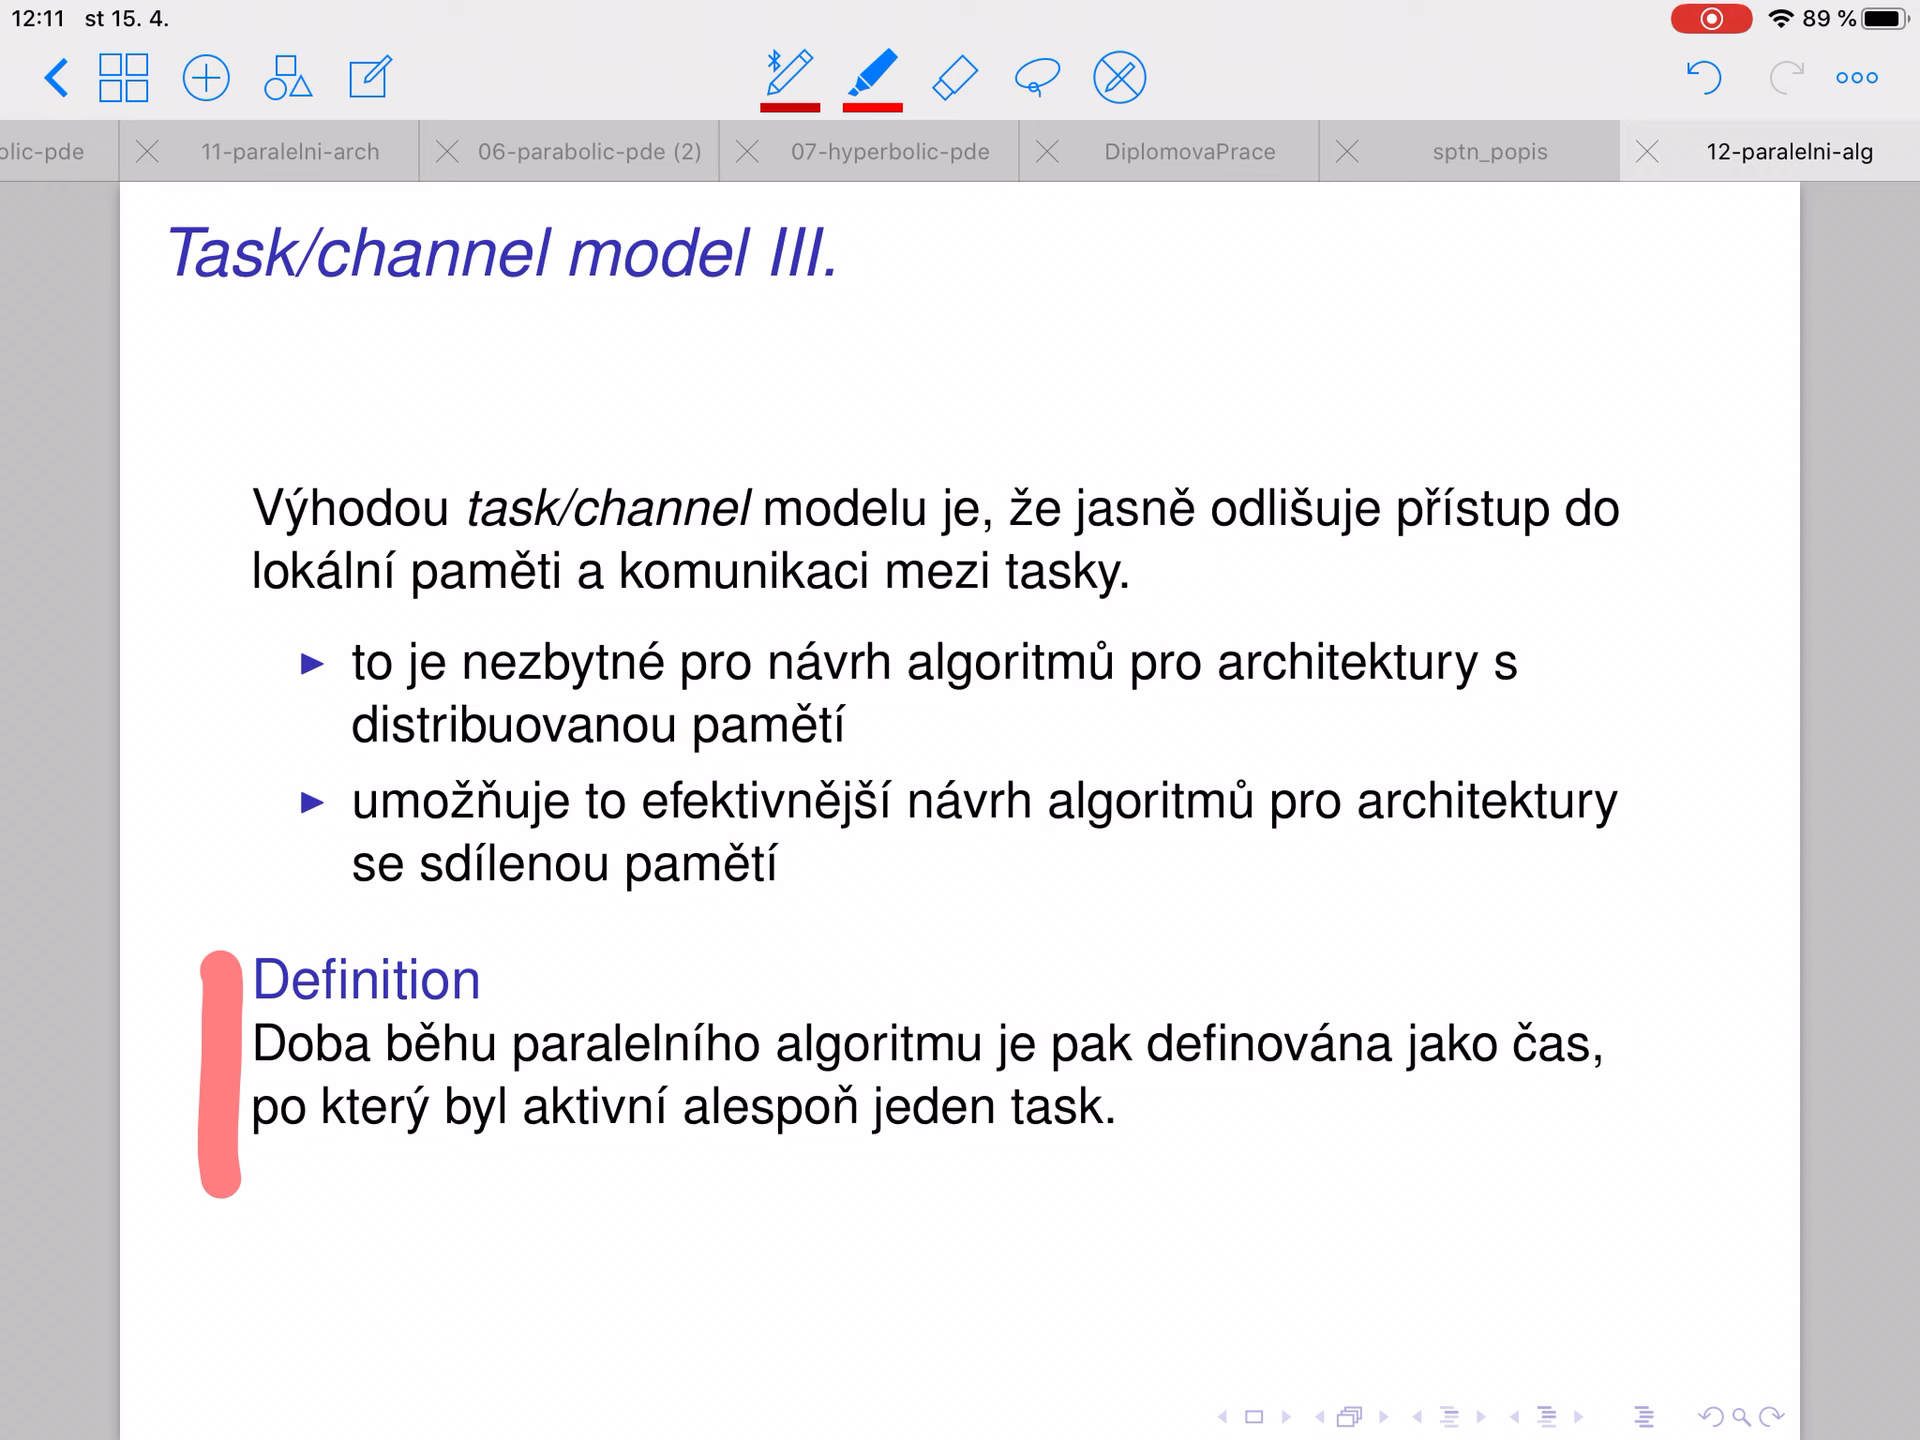 12:11 st 15. 4.
89 %
olic-pde
11-paralelni-arch
06-parabolic-pde (2)
07-hyperbolic-pde
DiplomovaPrace
sptn_popis
12-paralelni-alg
Task/channel model III.
Výhodou task/channel modelu je, že jasně odlišuje přístup do
lokální paměti a komunikaci mezi tasky.
to je nezbytné pro návrh algoritmů pro architektury s
distribuovanou pamětí
umožňuje to efektivnější návrh algoritmů pro architektury
se sdílenou pamětí
Definition
Doba běhu paralelního algoritmu je pak definována jako čas,
po který byl aktivní alespoň jeden task.